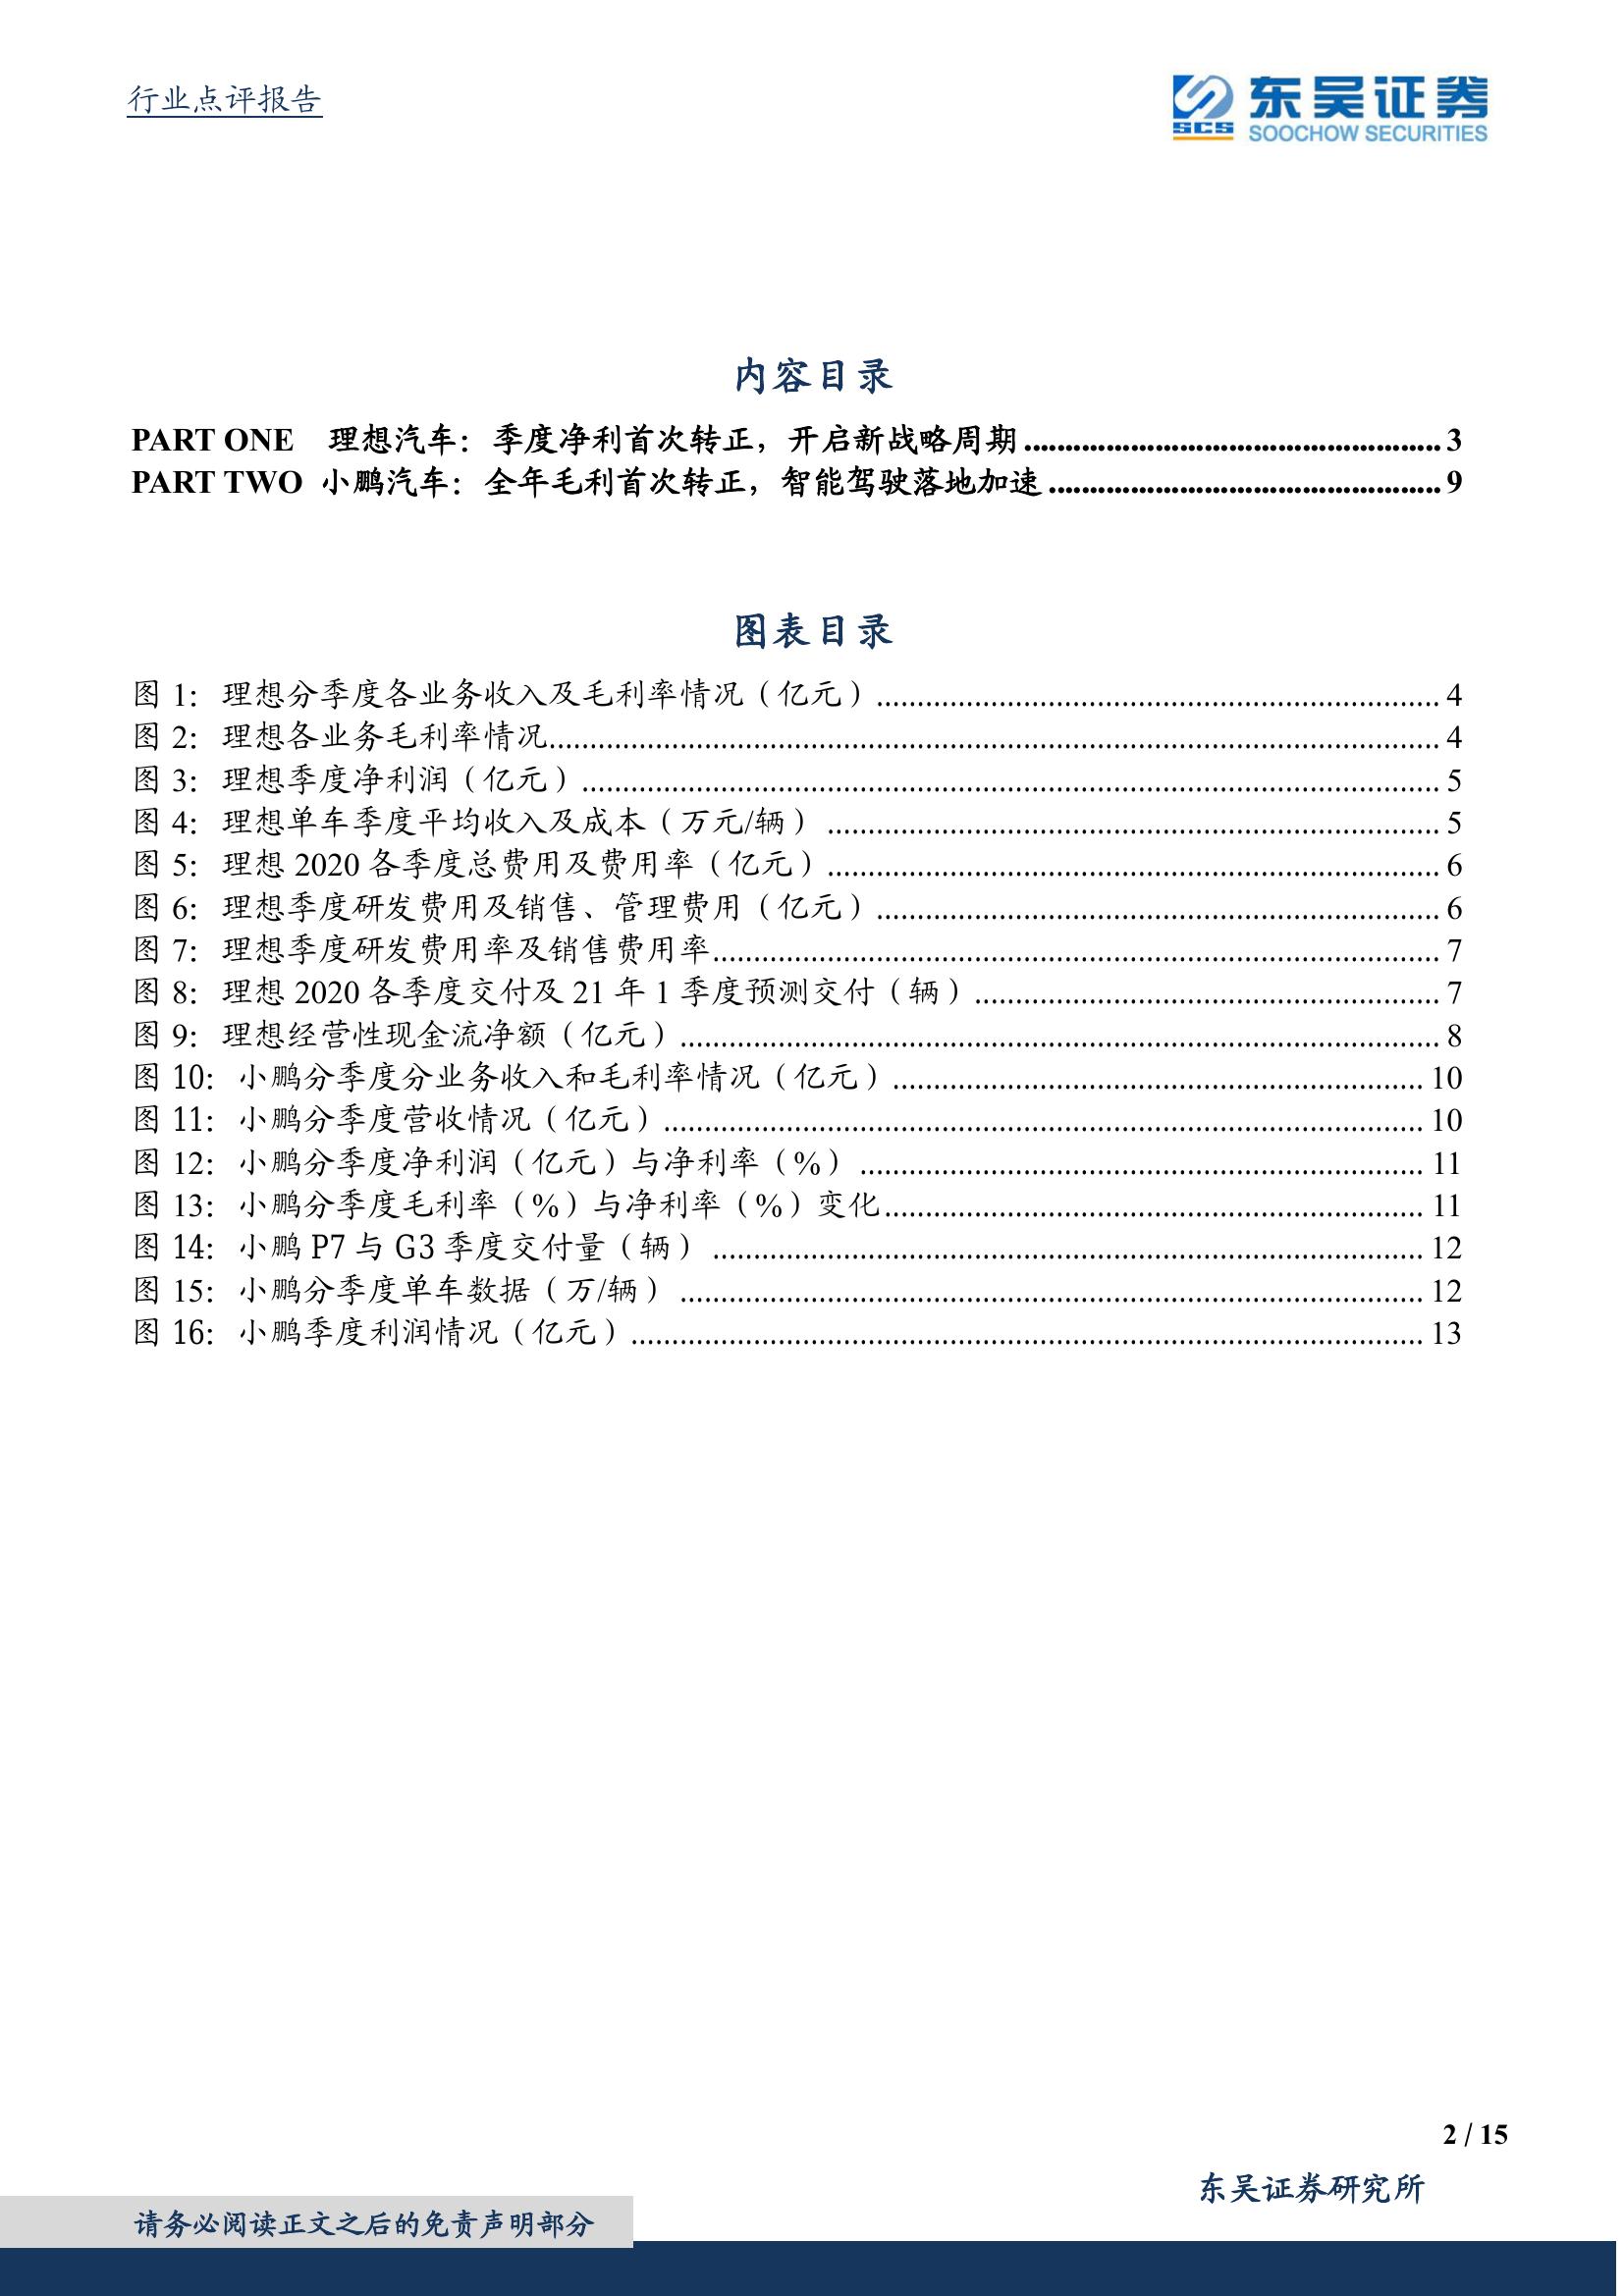 行业点评报告
东吴证券
SCS
SOOCHOW SECURITIES
内容目录
PART ONE 理想汽车：季度净利首次转正，开启新战略周期 3
PART TWO 小鹏汽车：全年毛利首次转正，智能驾驶落地加速 9
图表目录
图 1：理想分季度各业务收入及毛利率情况（亿元） 4
图 2：理想各业务毛利率情况 4
图 3：理想季度净利润（亿元） 5
图 4：理想单车季度平均收入及成本（万元/辆） 5
图 5：理想 2020 各季度总费用及费用率（亿元） 6
图 6：理想季度研发费用及销售、管理费用（亿元） 6
图 7：理想季度研发费用率及销售费用率 7
图 8：理想 2020 各季度交付及 21 年 1 季度预测交付（辆） 7
图 9：理想经营性现金流净额（亿元） 8
图 10：小鹏分季度分业务收入和毛利率情况（亿元） 10
图 11：小鹏分季度营收情况（亿元） 10
图 12：小鹏分季度净利润（亿元）与净利率（%） 11
图 13：小鹏分季度毛利率（%）与净利率（%）变化 11
图 14：小鹏 P7 与 G3 季度交付量（辆） 12
图 15：小鹏分季度单车数据（万/辆） 12
图 16：小鹏季度利润情况（亿元） 13
2 / 15
东吴证券研究所
请务必阅读正文之后的免责声明部分